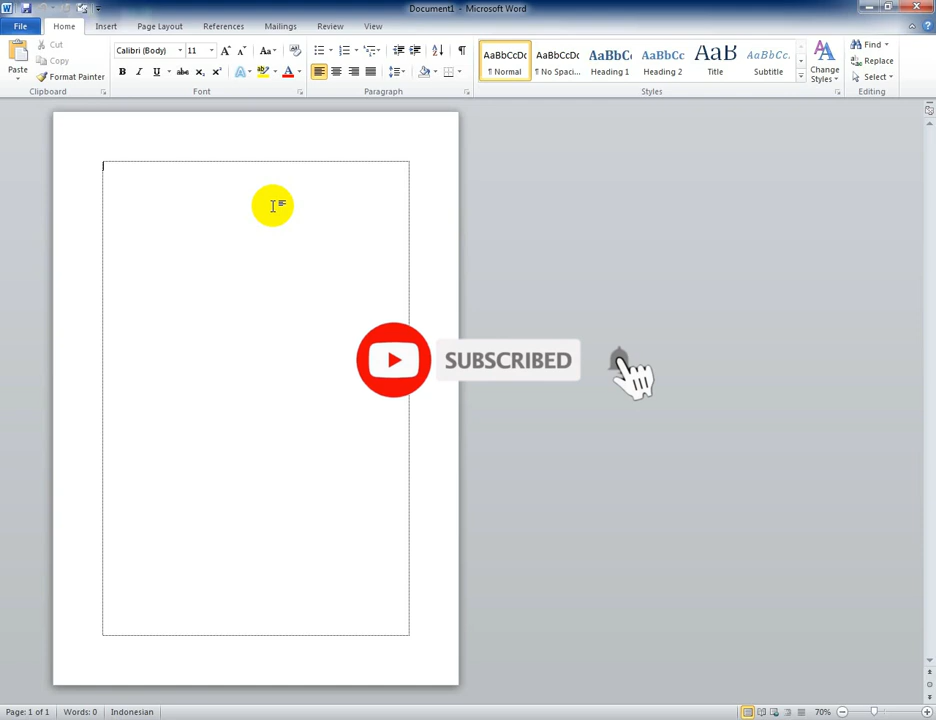 Document1 - Microsoft Word
File Home Insert Page Layout References Mailings Review View
Paste
Cut
Copy
Format Painter
Clipboard
Calibri (Body) 11
Font
Paragraph
AaBbCcDc AaBbCcDc AaBbCc AaBbCc AaB AaBbCc.
¶ Normal ¶ No Spaci... Heading 1 Heading 2 Title Subtitle
Change
Styles
Styles
Find
Replace
Select
Editing
SUBSCRIBED
Page: 1 of 1 Words: 0 Indonesian 70%